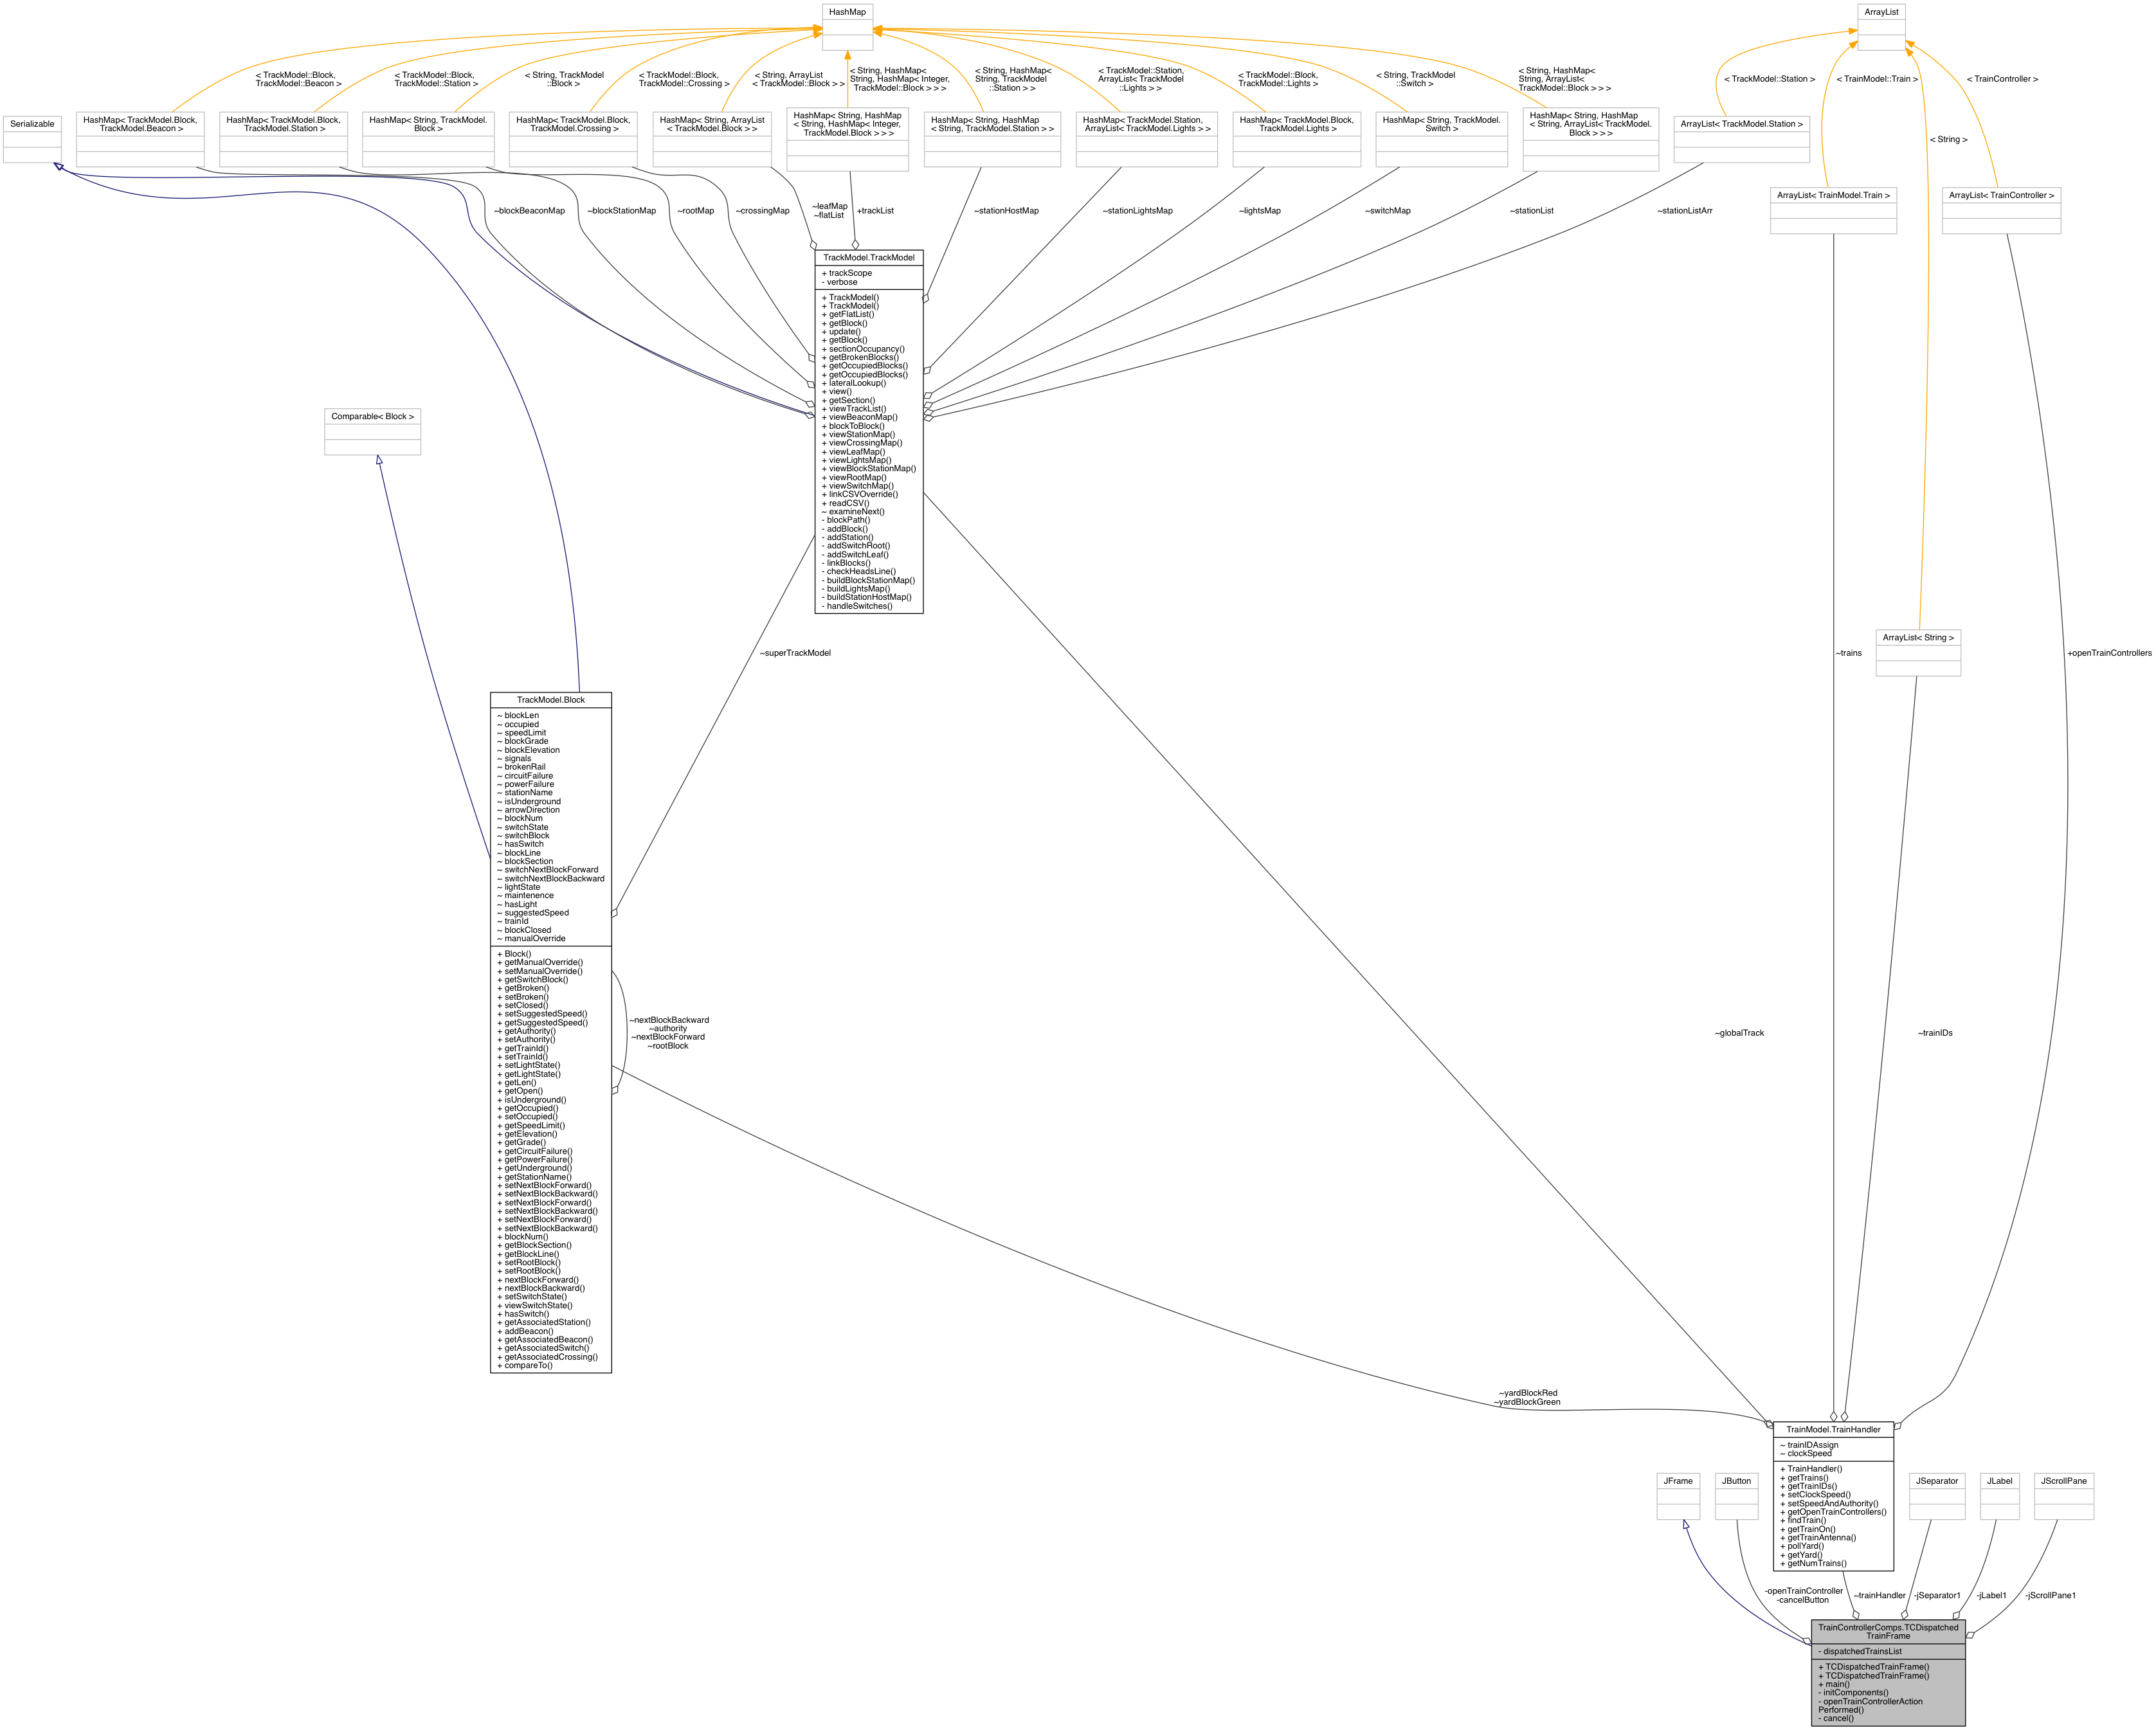 HashMap
ArrayList
< TrackModel::Block,
TrackModel::Beacon >
< TrackModel::Block,
TrackModel::Station >
< String, TrackModel
::Block >
< TrackModel::Block,
TrackModel::Crossing >
< String, ArrayList
< TrackModel::Block > >
< String, HashMap<
String, HashMap< Integer,
TrackModel::Block > > >
< String, HashMap<
String, TrackModel
::Station > >
< TrackModel::Station,
ArrayList< TrackModel
::Lights > >
< TrackModel::Block,
TrackModel::Lights >
< String, TrackModel
::Switch >
< String, HashMap<
String, ArrayList<
TrackModel::Block > > >
< TrackModel::Station >
< TrainModel::Train >
< TrainController >
< String >
Serializable
HashMap< TrackModel.Block,
TrackModel.Beacon >
HashMap< TrackModel.Block,
TrackModel.Station >
HashMap< String, TrackModel.
Block >
HashMap< TrackModel.Block,
TrackModel.Crossing >
HashMap< String, ArrayList
< TrackModel.Block > >
HashMap< String, HashMap
< String, HashMap< Integer,
TrackModel.Block > > >
HashMap< String, HashMap
< String, TrackModel.Station > >
HashMap< TrackModel.Station,
ArrayList< TrackModel.Lights > >
HashMap< TrackModel.Block,
TrackModel.Lights >
HashMap< String, TrackModel.
Switch >
HashMap< String, HashMap
< String, ArrayList< TrackModel.
Block > > >
ArrayList< TrackModel.Station >
ArrayList< TrainModel.Train >
ArrayList< TrainController >
~blockBeaconMap
~blockStationMap
~rootMap
~crossingMap
~leafMap
~flatList
+trackList
~stationHostMap
~stationLightsMap
~lightsMap
~switchMap
~stationList
~stationListArr
TrackModel.TrackModel
+ trackScope
- verbose
+ TrackModel()
+ TrackModel()
+ getFlatList()
+ getBlock()
+ update()
+ getBlock()
+ sectionOccupancy()
+ getBrokenBlocks()
+ getOccupiedBlocks()
+ getOccupiedBlocks()
+ lateralLookup()
+ view()
+ getSection()
+ viewTrackList()
+ viewBeaconMap()
+ blockToBlock()
+ viewStationMap()
+ viewCrossingMap()
+ viewLeafMap()
+ viewLightsMap()
+ viewBlockStationMap()
+ viewRootMap()
+ viewSwitchMap()
+ linkCSVOverride()
+ readCSV()
~ examineNext()
- blockPath()
- addBlock()
- addStation()
- addSwitchRoot()
- addSwitchLeaf()
- linkBlocks()
- checkHeadsLine()
- buildBlockStationMap()
- buildLightsMap()
- buildStationHostMap()
- handleSwitches()
Comparable< Block >
ArrayList< String >
~superTrackModel
~trains
+openTrainControllers
TrackModel.Block
~ blockLen
~ occupied
~ speedLimit
~ blockGrade
~ blockElevation
~ signals
~ brokenRail
~ circuitFailure
~ powerFailure
~ stationName
~ isUnderground
~ arrowDirection
~ blockNum
~ switchState
~ switchBlock
~ hasSwitch
~ blockLine
~ blockSection
~ switchNextBlockForward
~ switchNextBlockBackward
~ lightState
~ maintenence
~ hasLight
~ suggestedSpeed
~ trainId
~ blockClosed
~ manualOverride
+ Block()
+ getManualOverride()
+ setManualOverride()
+ getSwitchBlock()
+ getBroken()
+ setBroken()
+ setClosed()
+ setSuggestedSpeed()
+ getSuggestedSpeed()
+ getAuthority()
+ setAuthority()
+ getTrainId()
+ setTrainId()
+ setLightState()
+ getLightState()
+ getLen()
+ getOpen()
+ isUnderground()
+ getOccupied()
+ setOccupied()
+ getSpeedLimit()
+ getElevation()
+ getGrade()
+ getCircuitFailure()
+ getPowerFailure()
+ getUnderground()
+ getStationName()
+ setNextBlockForward()
+ setNextBlockBackward()
+ setNextBlockForward()
+ setNextBlockBackward()
+ setNextBlockForward()
+ setNextBlockBackward()
+ blockNum()
+ getBlockSection()
+ getBlockLine()
+ setRootBlock()
+ setRootBlock()
+ nextBlockForward()
+ nextBlockBackward()
+ setSwitchState()
+ viewSwitchState()
+ hasSwitch()
+ getAssociatedStation()
+ addBeacon()
+ getAssociatedBeacon()
+ getAssociatedSwitch()
+ getAssociatedCrossing()
+ compareTo()
~nextBlockBackward
~authority
~nextBlockForward
~rootBlock
~globalTrack
~trainIDs
~yardBlockRed
~yardBlockGreen
TrainModel.TrainHandler
~ trainIDAssign
~ clockSpeed
+ TrainHandler()
+ getTrains()
+ getTrainIDs()
+ setClockSpeed()
+ setSpeedAndAuthority()
+ getOpenTrainControllers()
+ findTrain()
+ getTrainOn()
+ getTrainAntenna()
+ pollYard()
+ getYard()
+ getNumTrains()
JFrame
JButton
JSeparator
JLabel
JScrollPane
-openTrainController
-cancelButton
~trainHandler
-jSeparator1
-jLabel1
-jScrollPane1
TrainControllerComps.TCDispatched
TrainFrame
- dispatchedTrainsList
+ TCDispatchedTrainFrame()
+ TCDispatchedTrainFrame()
+ main()
- initComponents()
- openTrainControllerAction
Performed()
- cancel()